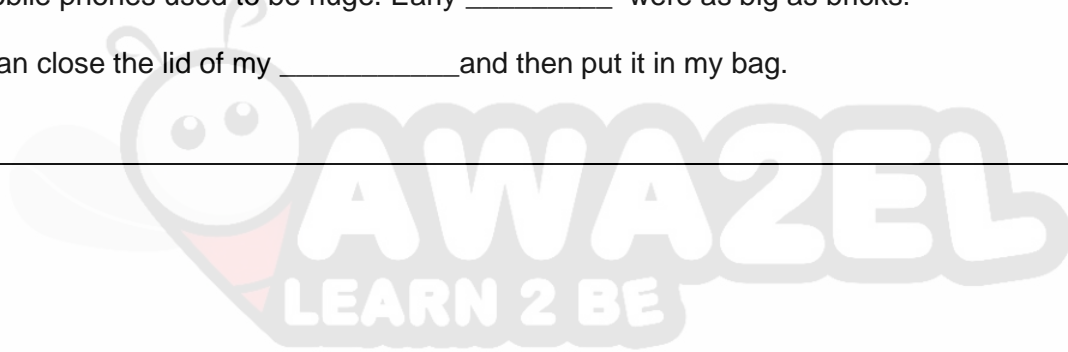 phones used to be huge. Early _________ were as big as bricks.
an close the lid of my ___________and then put it in my bag.
AWA2EL
LEARN 2 BE